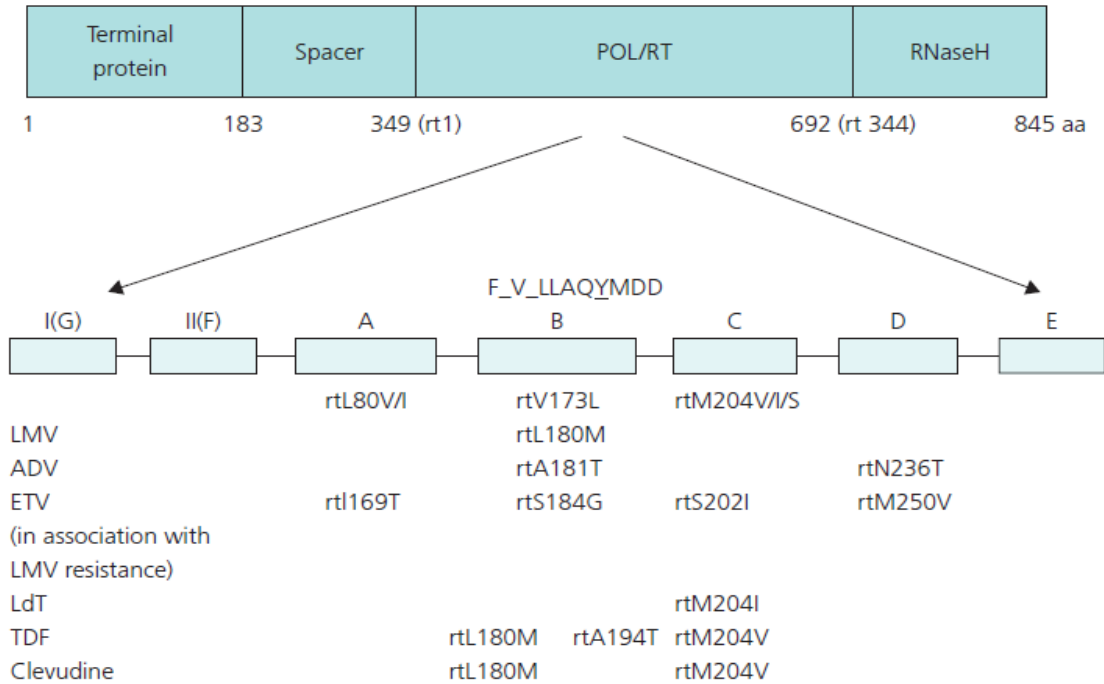 Terminal protein Spacer POL/RT RNaseH
1 183 349 (rt1) 692 (rt 344) 845 aa
F_V_LLAQYMDD
I(G) II(F) A B C D E
rtL80V/I rtV173L rtM204V/I/S
LMV rtL180M
ADV rtA181T rtN236T
ETV rtl169T rtS184G rtS202I rtM250V
(in association with
LMV resistance)
LdT rtM204I
TDF rtL180M rtA194T rtM204V
Clevudine rtL180M rtM204V